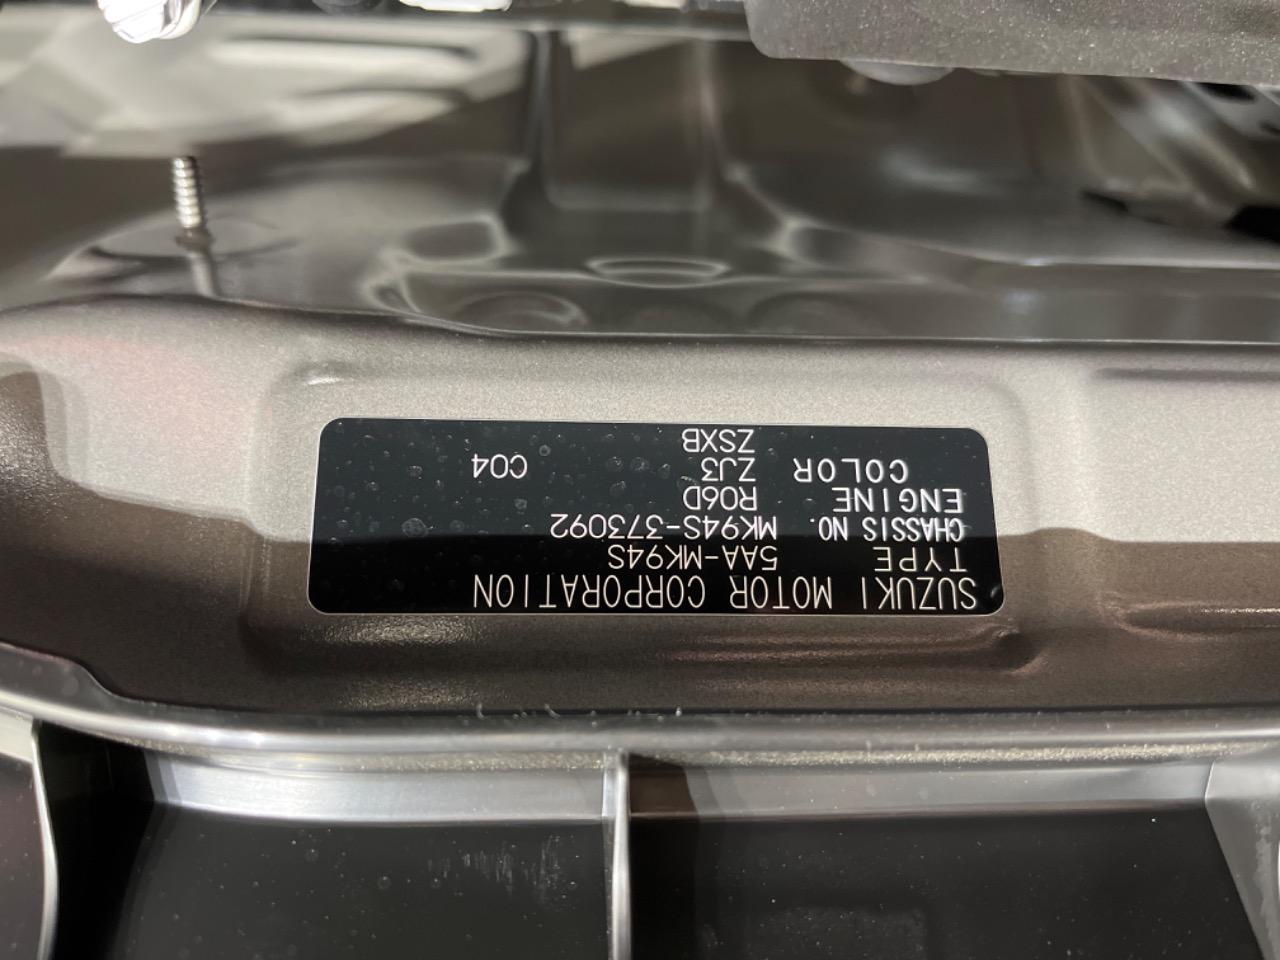 SUZUKI MOTOR CORPORATION
TYPE 5AA-MK94S
CHASSIS NO. MK94S-373092
ENGINE R06D
COLOR ZJ3 C04
ZSXB